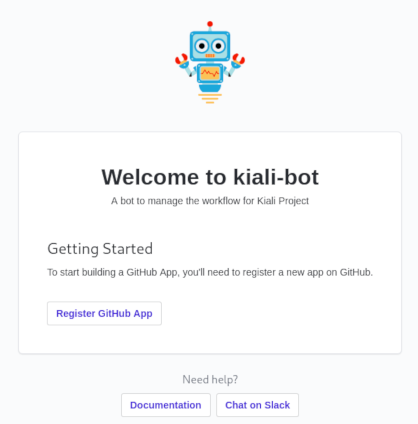 Welcome to kiali-bot
A bot to manage the workflow for Kiali Project
Getting Started
To start building a GitHub App, you'll need to register a new app on GitHub.
Register GitHub App
Need help?
Documentation
Chat on Slack